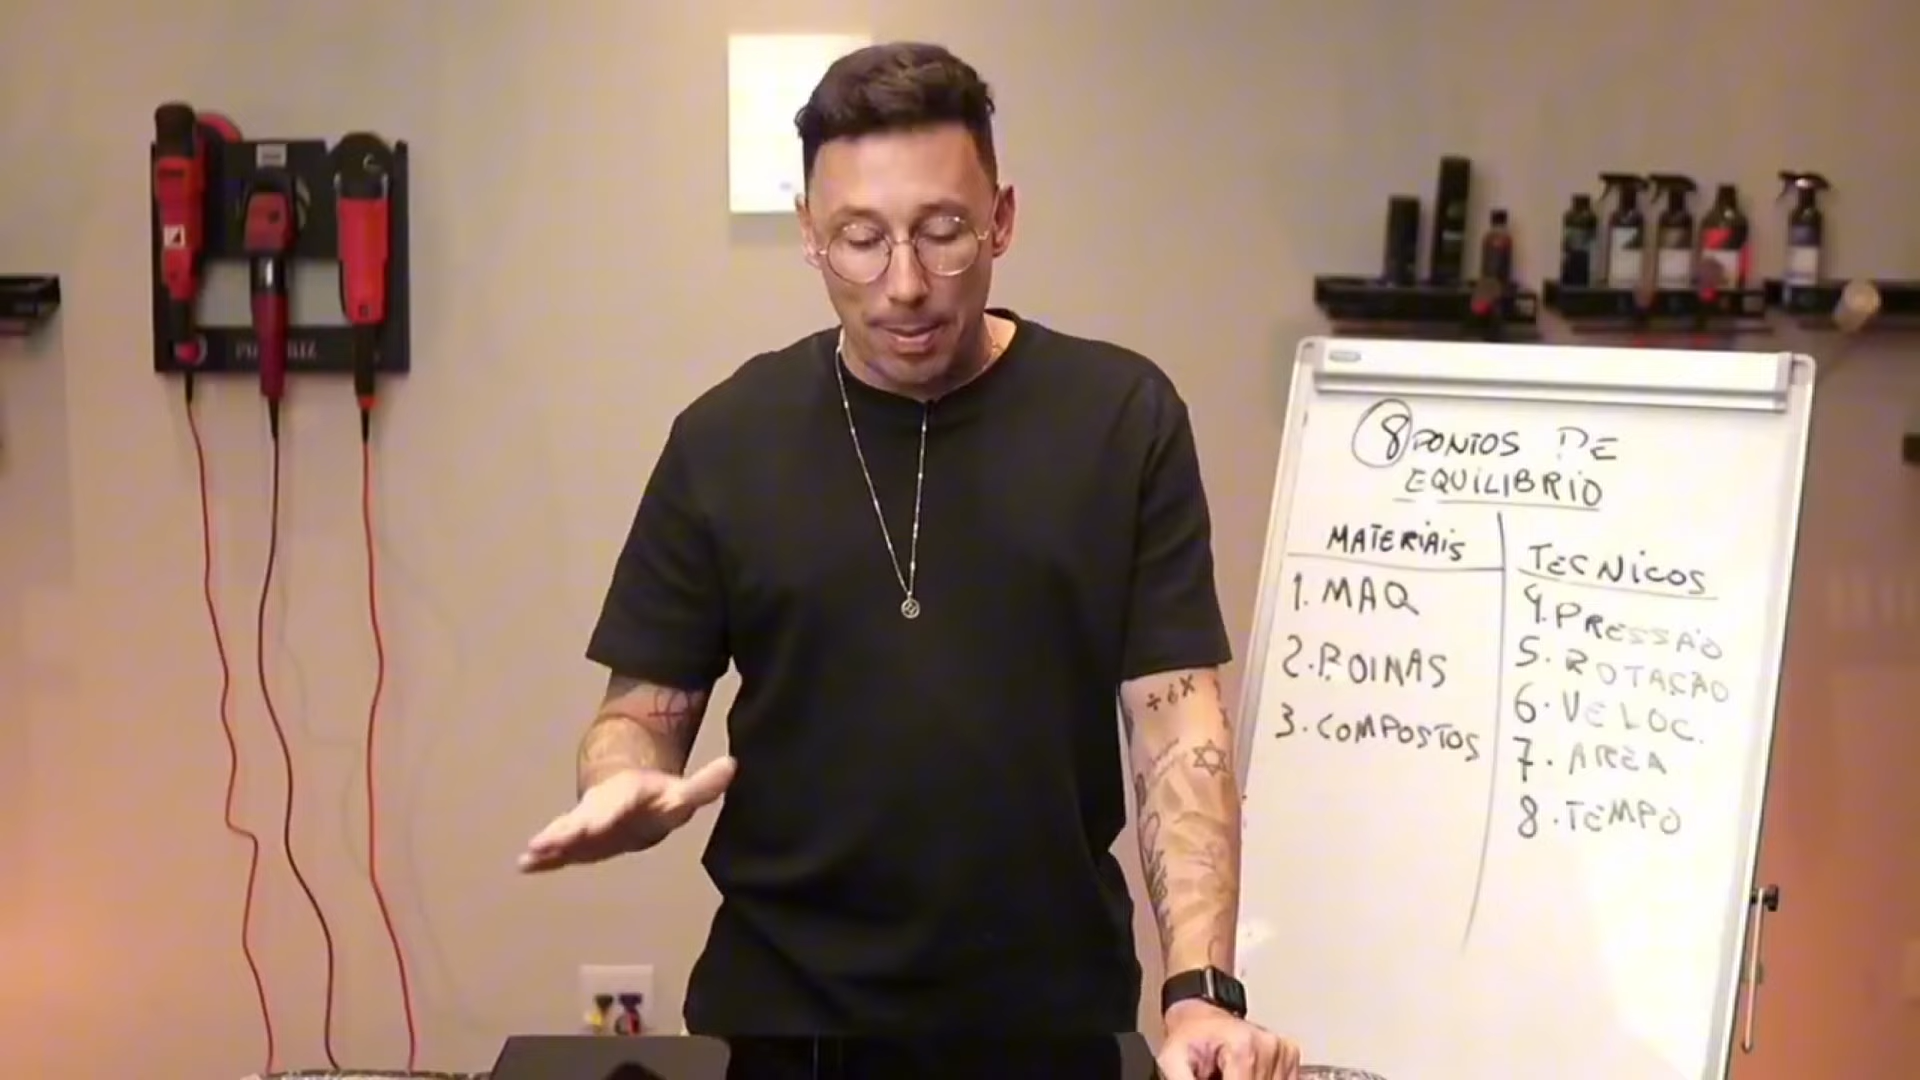 8 PONTOS DE
EQUILIBRIO
MATERIAIS
1. MAQ
2. BOINAS
3. COMPOSTOS
TECNICOS
4. PRESSÃO
5. ROTAÇÃO
6. VELOC.
7. AREA
8. TEMPO